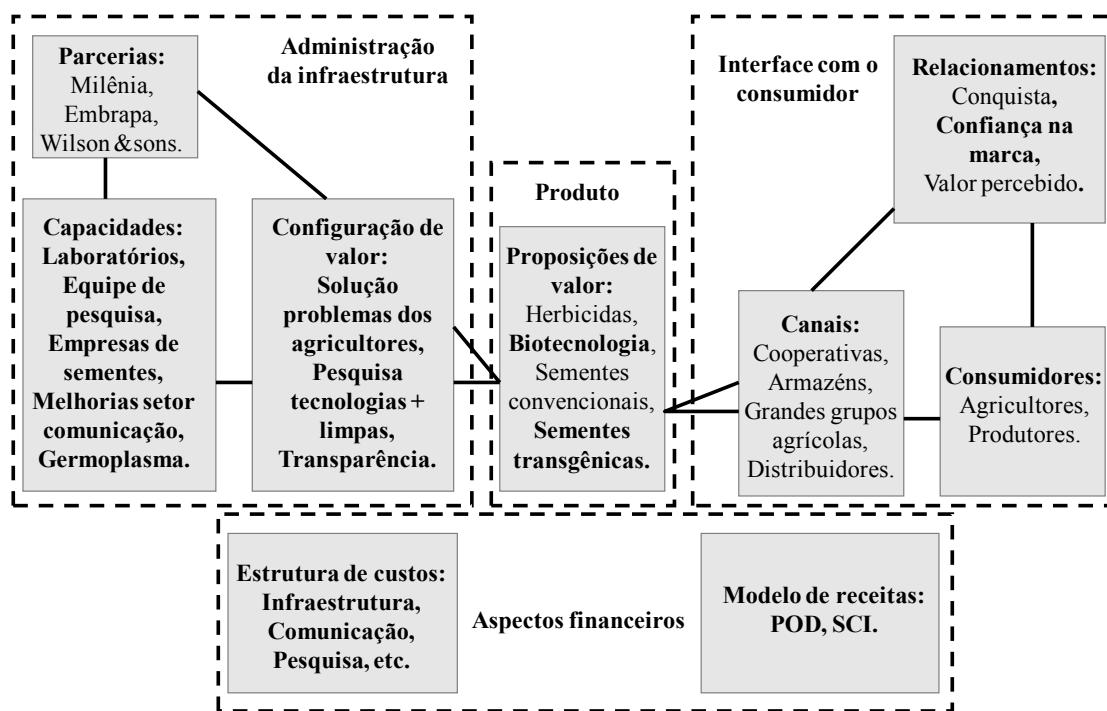 Administração
da infraestrutura
Parcerias:
Milênia,
Embrapa,
Wilson &sons.
Capacidades:
Laboratórios,
Equipe de
pesquisa,
Empresas de
sementes,
Melhorias setor
comunicação,
Germoplasma.
Configuração de
valor:
Solução
problemas dos
agricultores,
Pesquisa
tecnologias +
limpas,
Transparência.
Produto
Proposições de
valor:
Herbicidas,
Biotecnologia,
Sementes
convencionais,
Sementes
transgênicas.
Interface com o
consumidor
Relacionamentos:
Conquista,
Confiança na
marca,
Valor percebido.
Canais:
Cooperativas,
Armazéns,
Grandes grupos
agrícolas,
Distribuidores.
Consumidores:
Agricultores,
Produtores.
Estrutura de custos:
Infraestrutura,
Comunicação,
Pesquisa, etc.
Aspectos financeiros
Modelo de receitas:
POD, SCI.